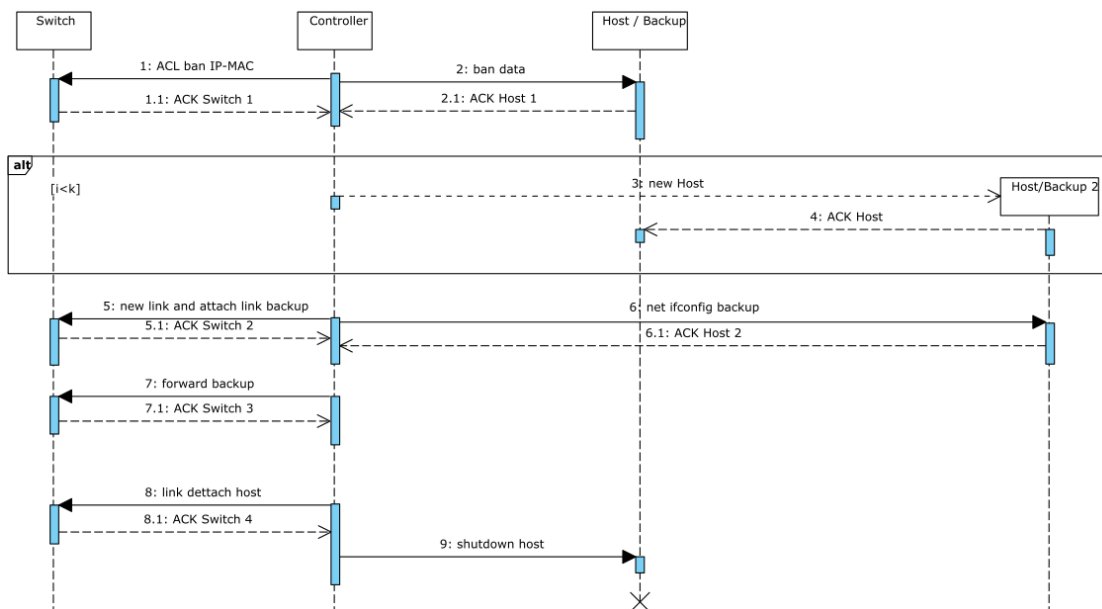 Switch
Controller
Host / Backup
1: ACL ban IP-MAC
2: ban data
1.1: ACK Switch 1
2.1: ACK Host 1
alt
[i<k]
3: new Host
Host/Backup 2
4: ACK Host
5: new link and attach link backup
6: net ifconfig backup
5.1: ACK Switch 2
6.1: ACK Host 2
7: forward backup
7.1: ACK Switch 3
8: link dettach host
8.1: ACK Switch 4
9: shutdown host